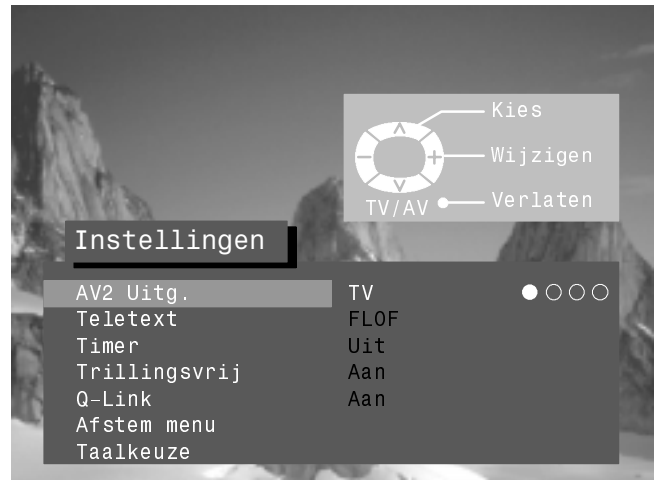 Kies
Wijzigen
TV/AV Verlaten
Instellingen
AV2 Uitg. TV
Teletext FLOF
Timer Uit
Trillingsvrij Aan
Q-Link Aan
Afstem menu
Taalkeuze